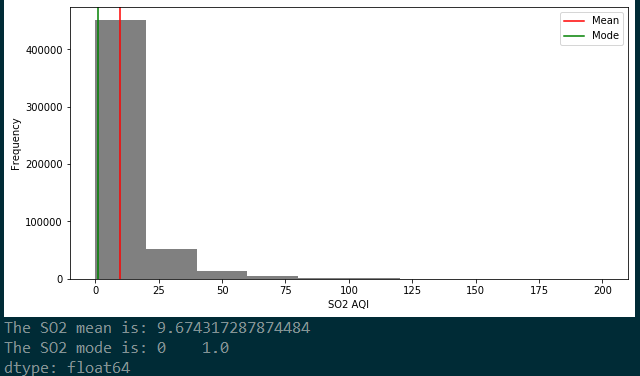 Mean
Mode
400000
300000
200000
100000
0
Frequency
0 25 50 75 100 125 150 175 200
SO2 AQI
The SO2 mean is: 9.674317287874484
The SO2 mode is: 0    1.0
dtype: float64